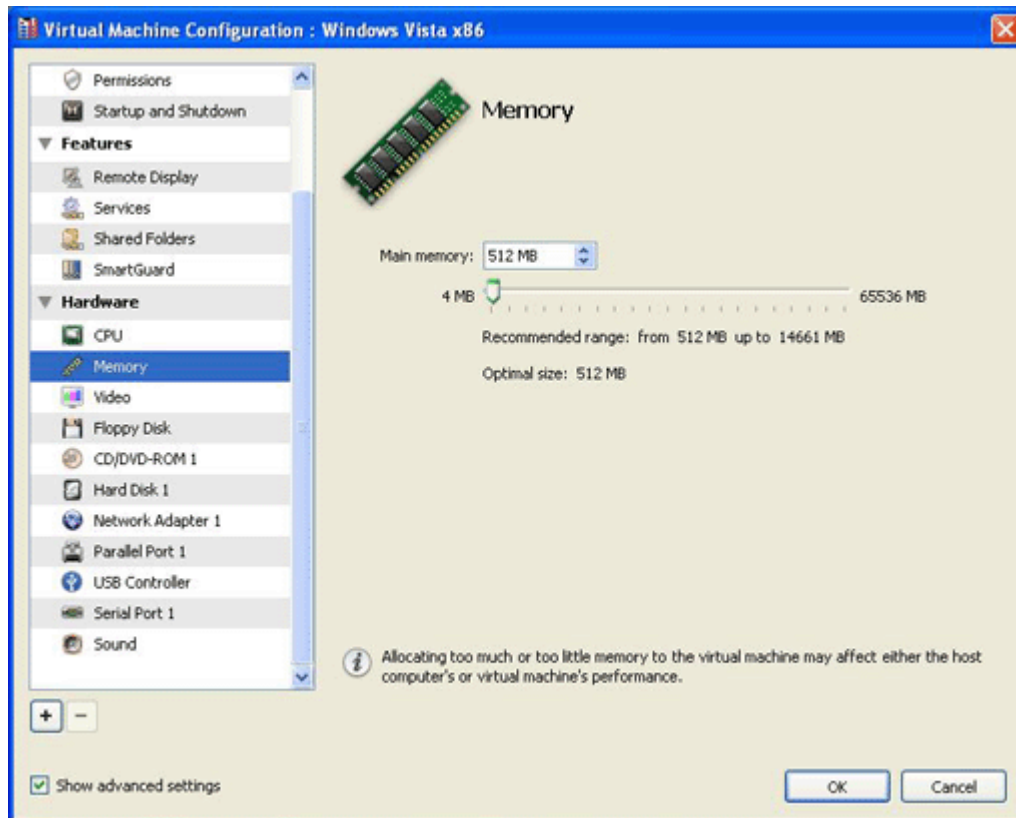 Virtual Machine Configuration : Windows Vista x86
Permissions
Startup and Shutdown
Features
Remote Display
Services
Shared Folders
SmartGuard
Hardware
CPU
Memory
Video
Floppy Disk
CD/DVD-ROM 1
Hard Disk 1
Network Adapter 1
Parallel Port 1
USB Controller
Serial Port 1
Sound
Memory
Main memory: 512 MB
4 MB 65536 MB
Recommended range: from 512 MB up to 14661 MB
Optimal size: 512 MB
Allocating too much or too little memory to the virtual machine may affect either the host
computer's or virtual machine's performance.
+ −
Show advanced settings
OK Cancel